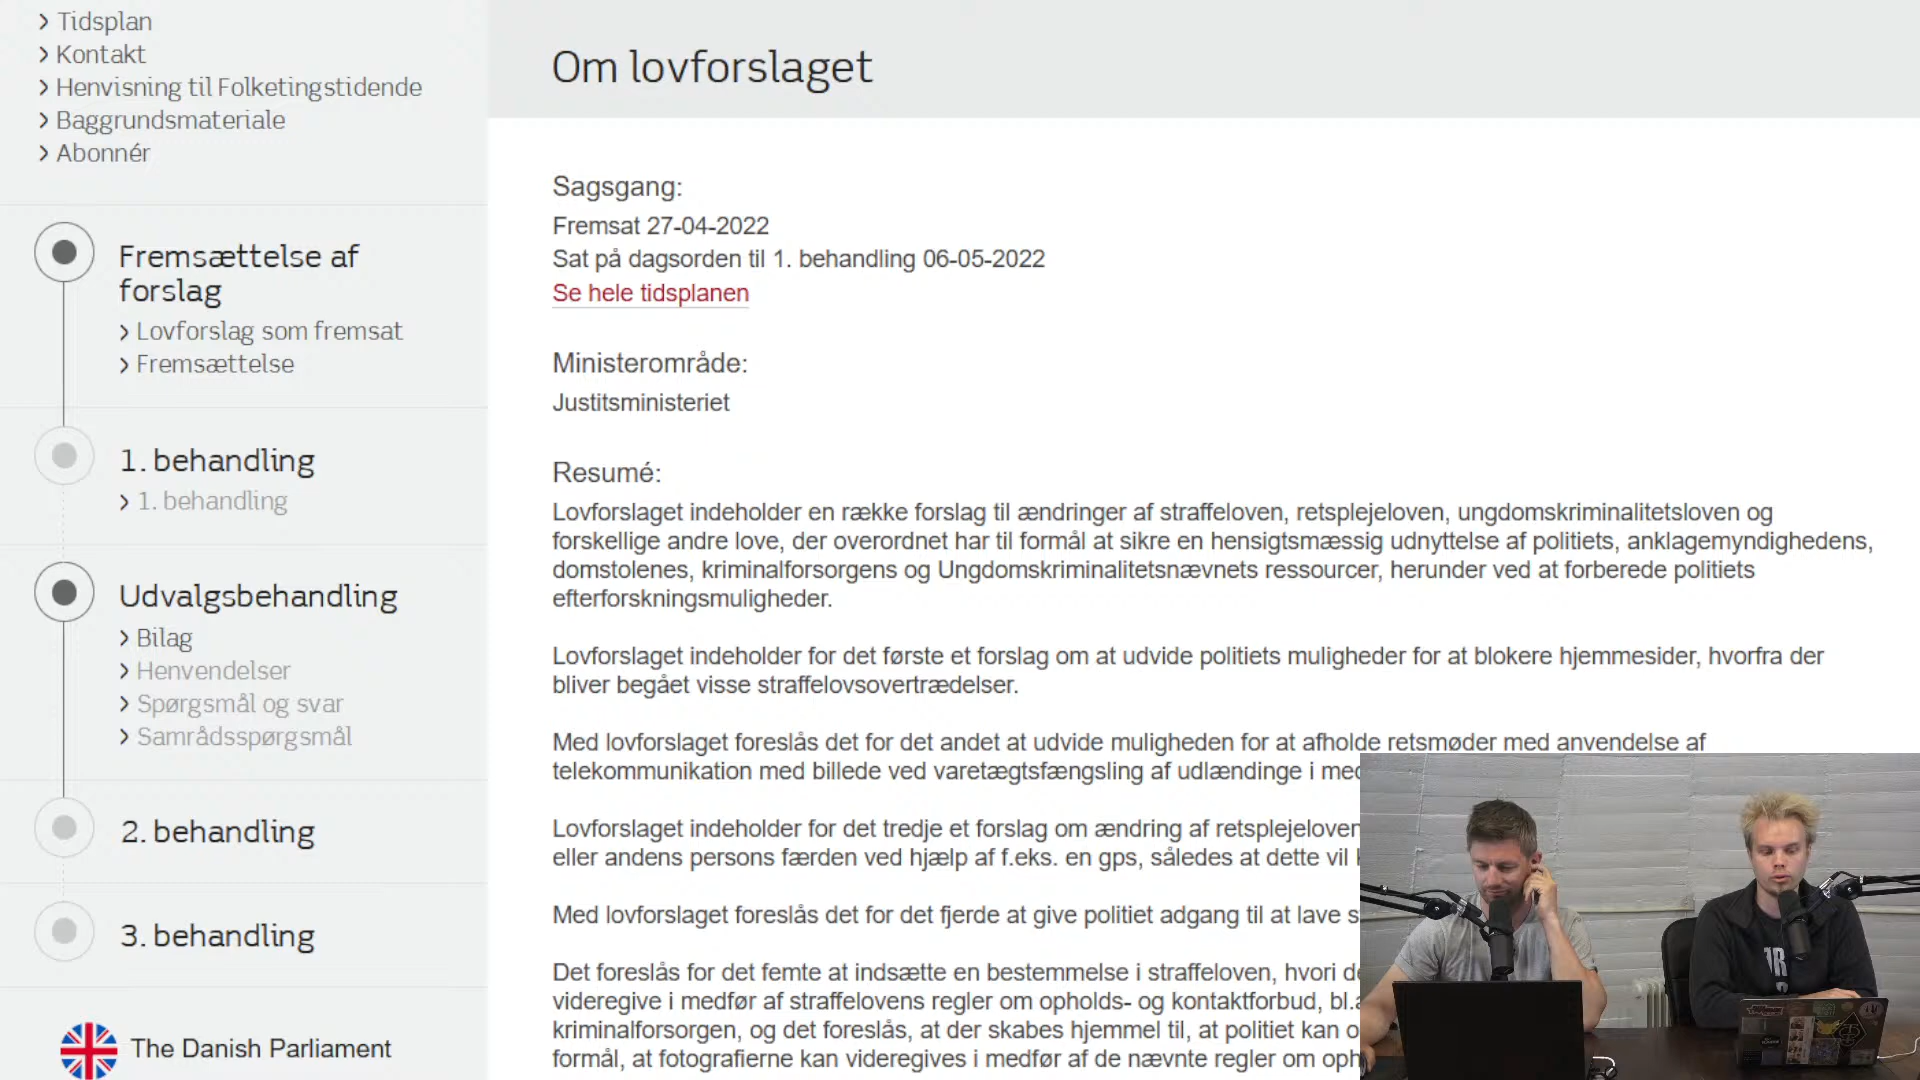 Tidsplan
Kontakt
Henvisning til Folketingstidende
Baggrundsmateriale
Abonnér
Fremsættelse af
forslag
Lovforslag som fremsat
Fremsættelse
1. behandling
1. behandling
Udvalgsbehandling
Bilag
Henvendelser
Spørgsmål og svar
Samrådsspørgsmål
2. behandling
3. behandling
The Danish Parliament
Om lovforslaget
Sagsgang:
Fremsat 27-04-2022
Sat på dagsorden til 1. behandling 06-05-2022
Se hele tidsplanen
Ministerområde:
Justitsministeriet
Resumé:
Lovforslaget indeholder en række forslag til ændringer af straffeloven, retsplejeloven, ungdomskriminalitetsloven og
forskellige andre love, der overordnet har til formål at sikre en hensigtsmæssig udnyttelse af politiets, anklagemyndighedens,
domstolenes, kriminalforsorgens og Ungdomskriminalitetsnævnets ressourcer, herunder ved at forberede politiets
efterforskningsmuligheder.
Lovforslaget indeholder for det første et forslag om at udvide politiets muligheder for at blokere hjemmesider, hvorfra der
bliver begået visse straffelovsovertrædelser.
Med lovforslaget foreslås det for det andet at udvide muligheden for at afholde retsmøder med anvendelse af
telekommunikation med billede ved varetægtsfængsling af udlændinge i
Lovforslaget indeholder for det tredje et forslag om ændring af retsplejeloven
eller andens persons færden ved hjælp af f.eks. en gps, således at dette vil
Med lovforslaget foreslås det for det fjerde at give politiet adgang til at lave
Det foreslås for det femte at indsætte en bestemmelse i straffeloven, hvori
videregive i medfør af straffelovens regler om opholds- og kontaktforbud,
kriminalforsorgen, og det foreslås, at der skabes hjemmel til, at politiet kan
formål, at fotografierne kan videregives i medfør af de nævnte regler om